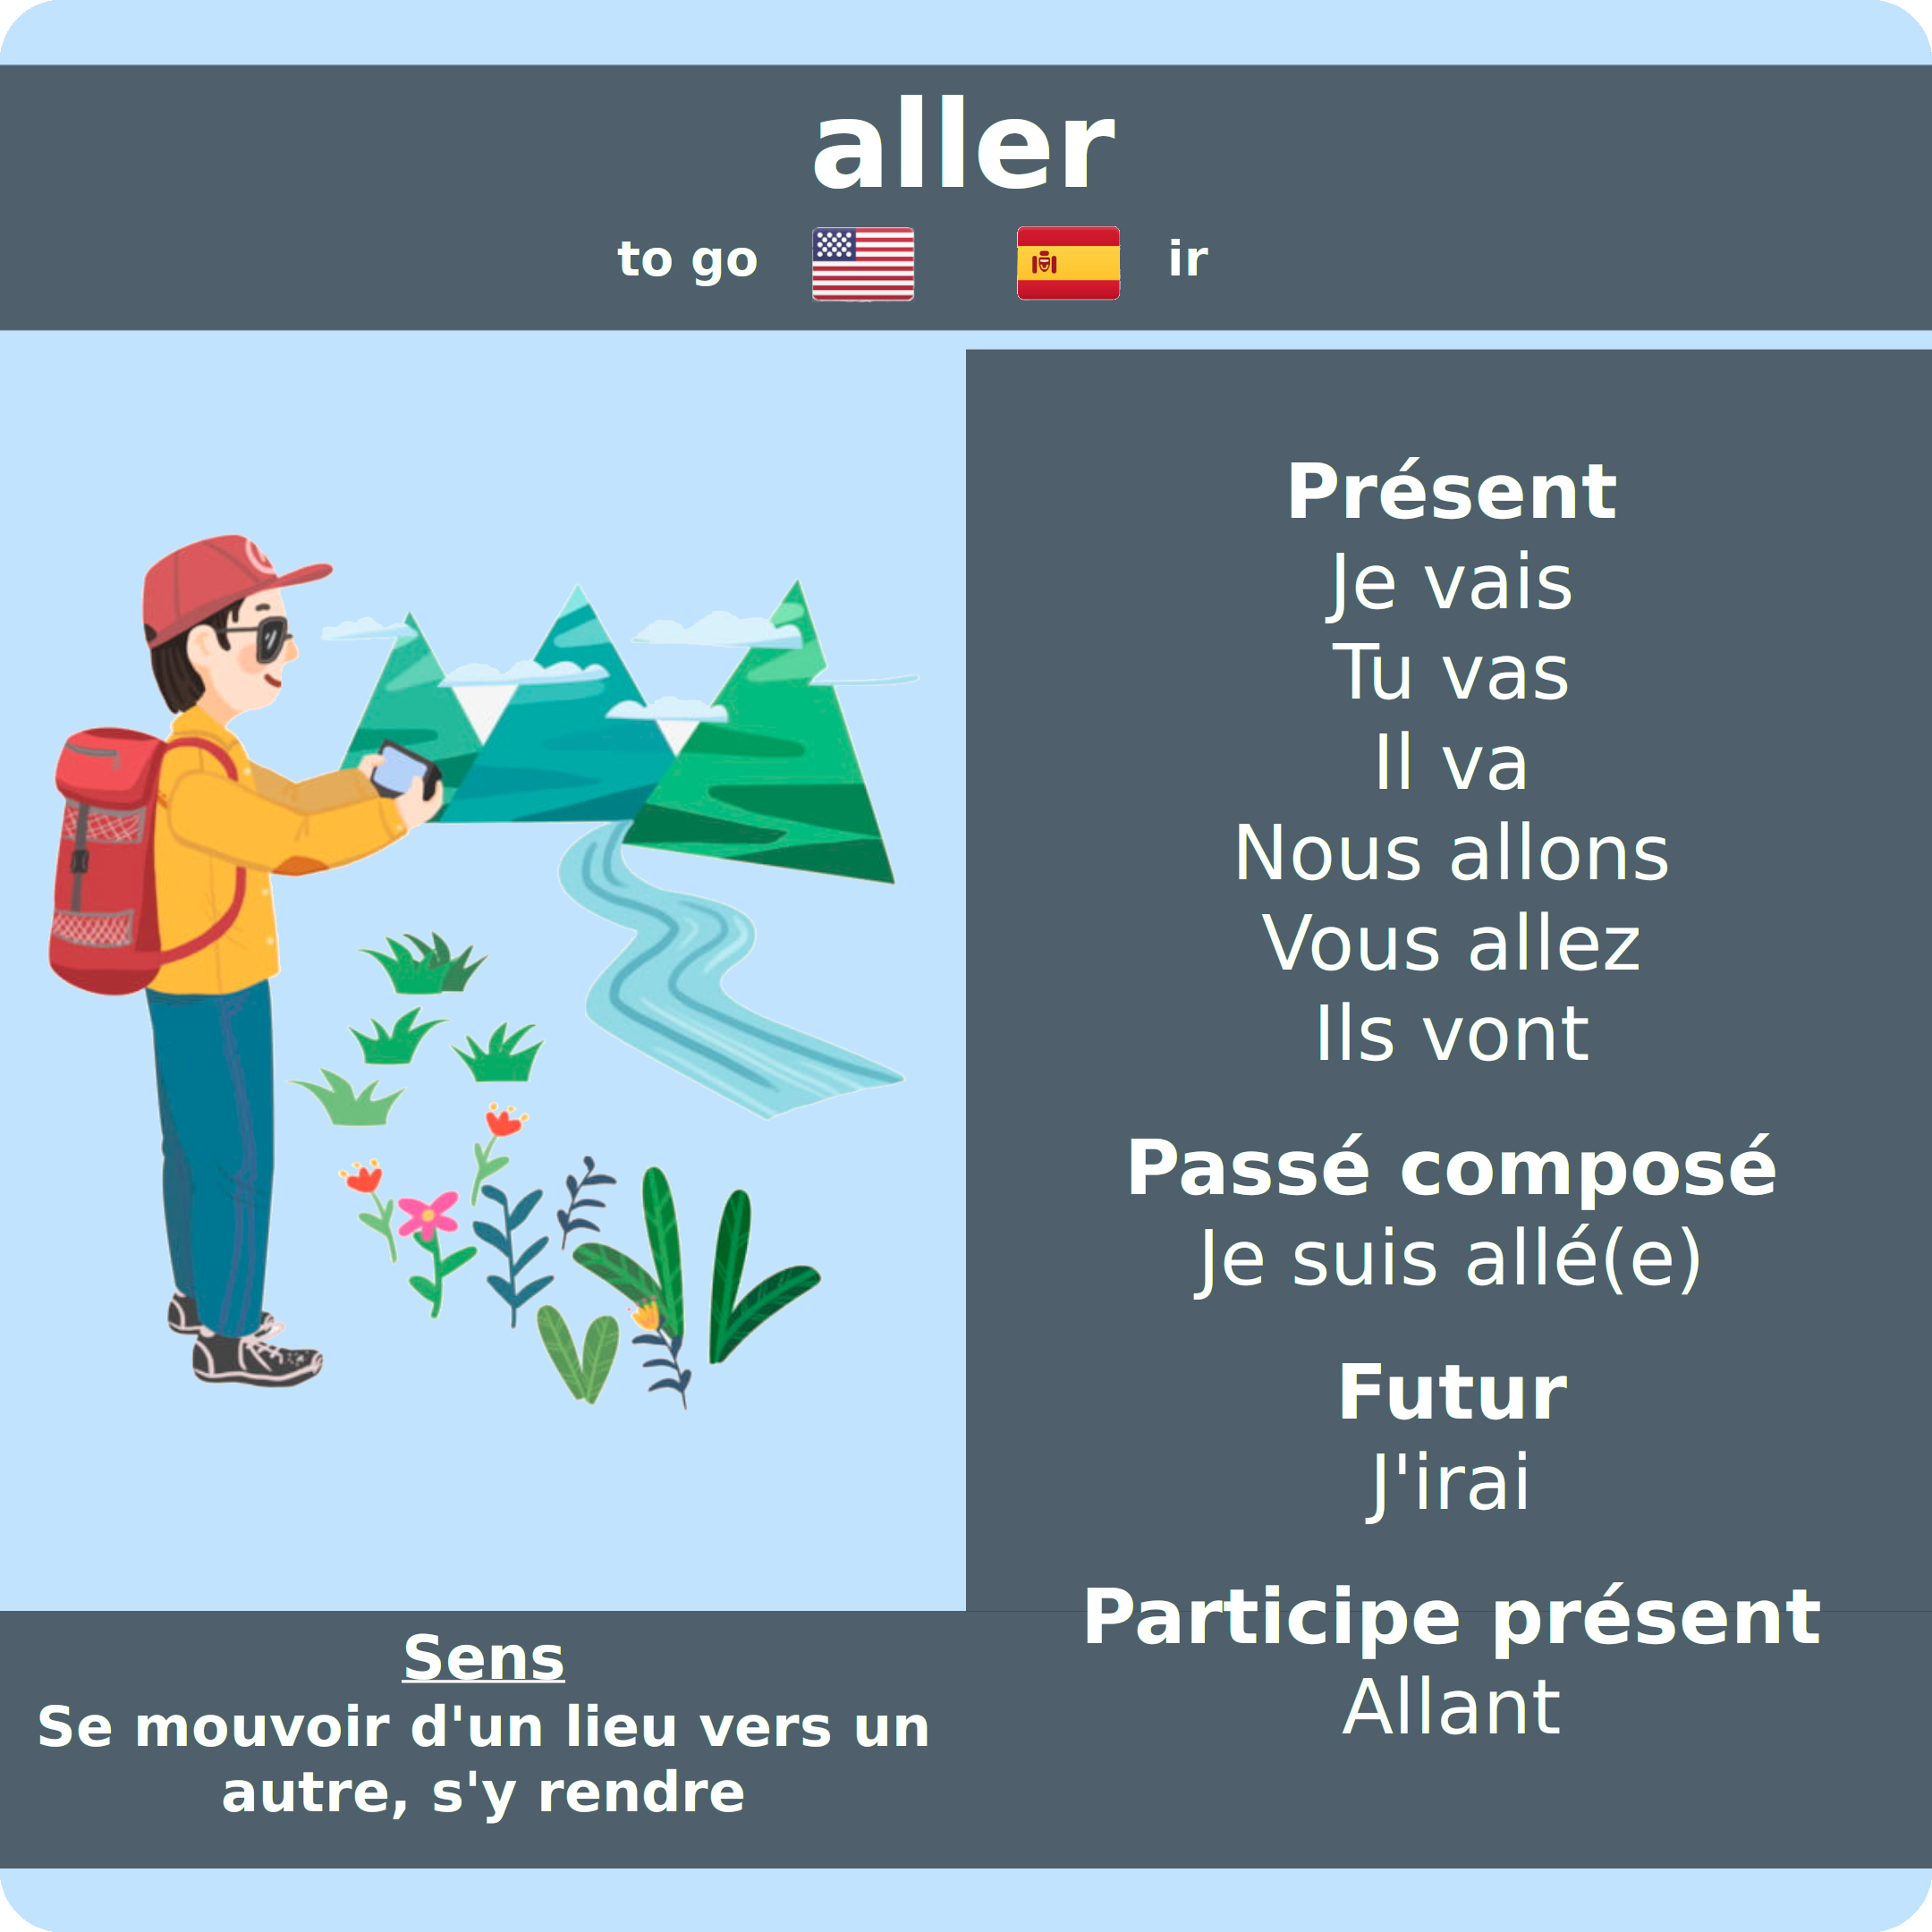 aller
to go
ir
Présent
Je vais
Tu vas
Il va
Nous allons
Vous allez
Ils vont
Passé composé
Je suis allé(e)
Futur
J'irai
Participe présent
Allant
Sens
Se mouvoir d'un lieu vers un
autre, s'y rendre